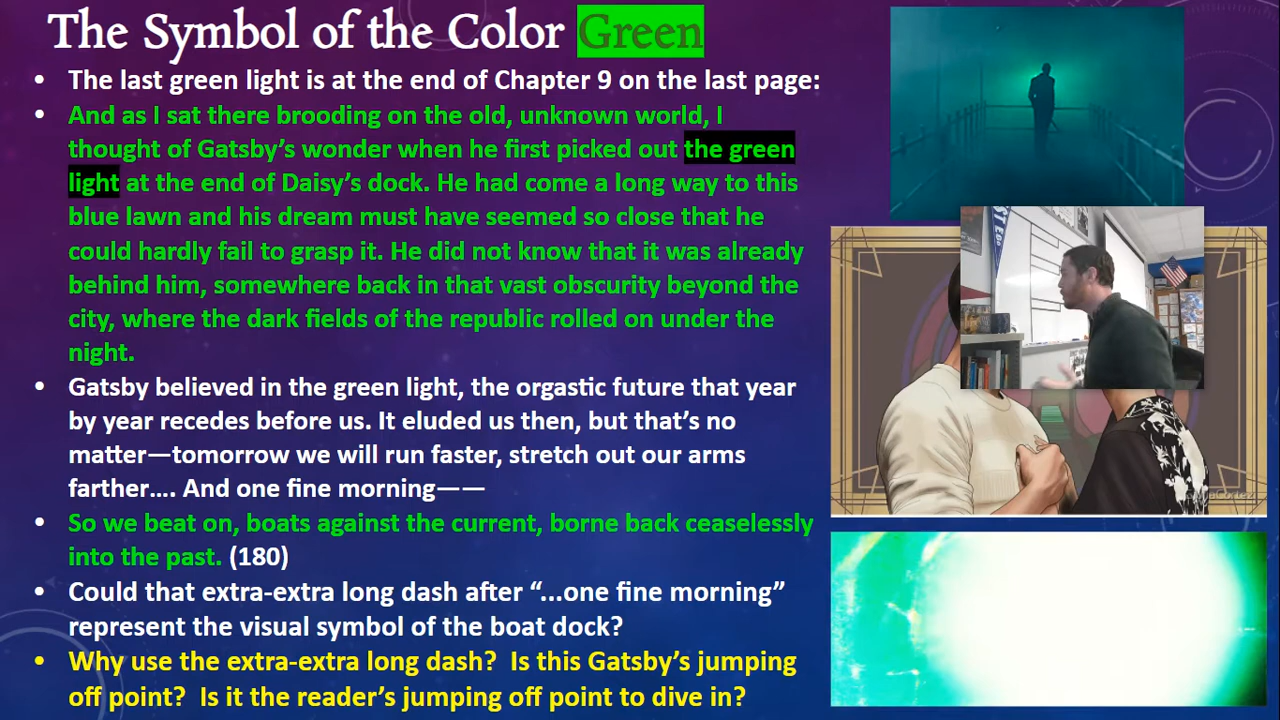 The Symbol of the Color Green
• The last green light is at the end of Chapter 9 on the last page:
• And as I sat there brooding on the old, unknown world, I
thought of Gatsby’s wonder when he first picked out the green
light at the end of Daisy’s dock. He had come a long way to this
blue lawn and his dream must have seemed so close that he
could hardly fail to grasp it. He did not know that it was already
behind him, somewhere back in that vast obscurity beyond the
city, where the dark fields of the republic rolled on under the
night.
• Gatsby believed in the green light, the orgastic future that year
by year recedes before us. It eluded us then, but that’s no
matter—tomorrow we will run faster, stretch out our arms
farther…. And one fine morning——
• So we beat on, boats against the current, borne back ceaselessly
into the past. (180)
• Could that extra-extra long dash after “...one fine morning”
represent the visual symbol of the boat dock?
• Why use the extra-extra long dash?  Is this Gatsby’s jumping
off point?  Is it the reader’s jumping off point to dive in?